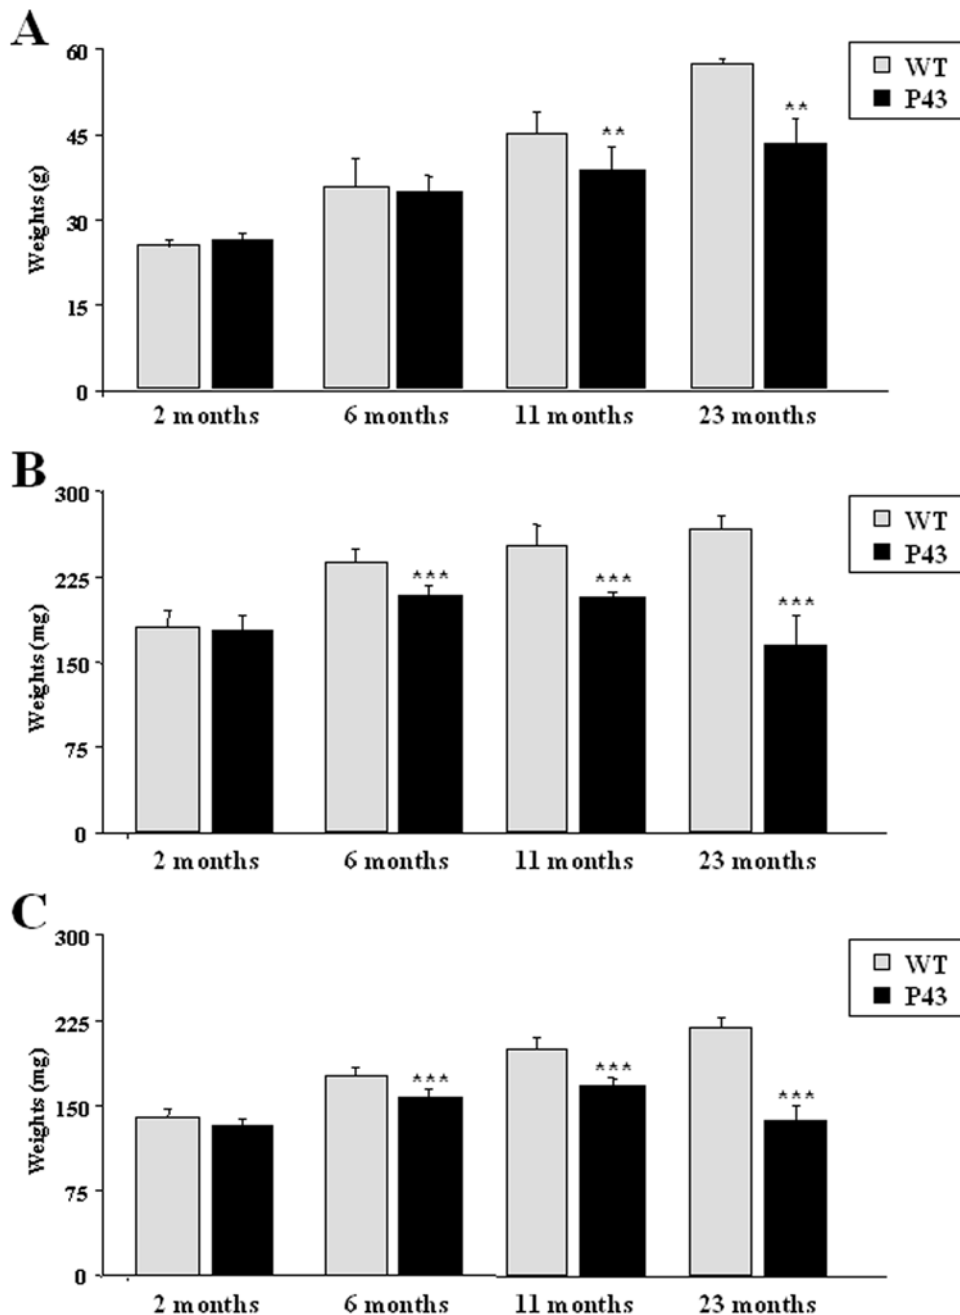 A
60
45
30
15
0
Weights (g)
WT
P43
**
**
2 months
6 months
11 months
23 months
B
300
225
150
75
0
Weights (mg)
WT
P43
***
***
***
2 months
6 months
11 months
23 months
C
300
225
150
75
0
Weights (mg)
WT
P43
***
***
***
2 months
6 months
11 months
23 months